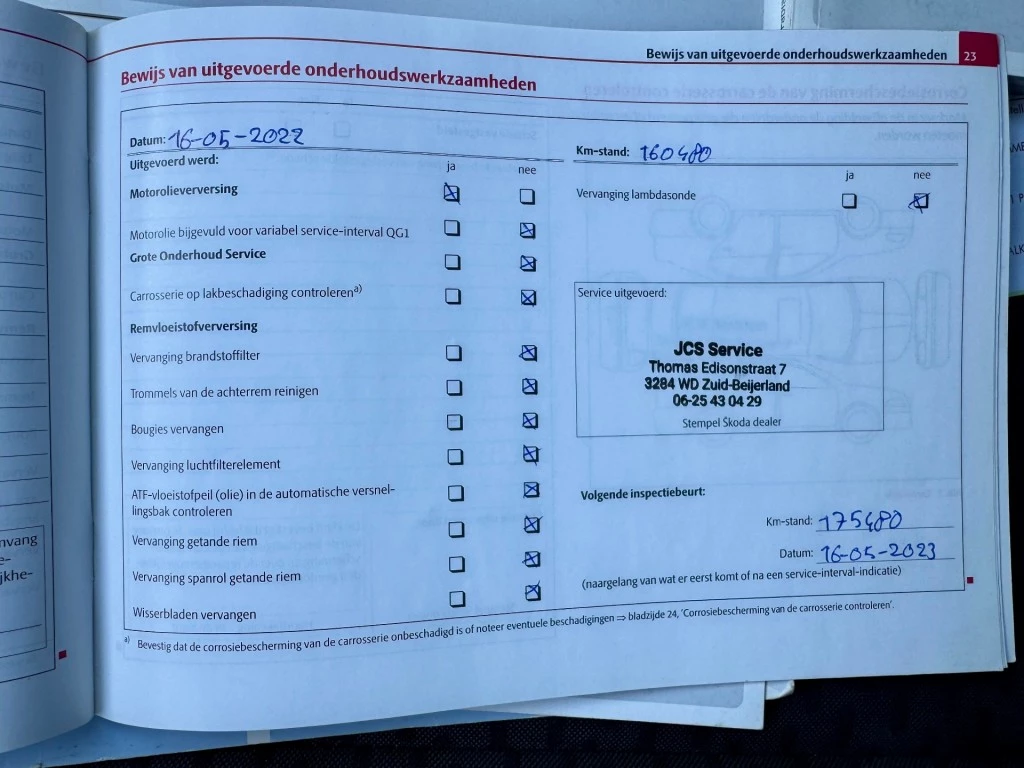 Bewijs van uitgevoerde onderhoudswerkzaamheden 23
Bewijs van uitgevoerde onderhoudswerkzaamheden
Datum: 16-05-2022
Uitgevoerd werd:
ja nee
Motorolieverversing
Motorolie bijgevuld voor variabel service-interval QG1
Grote Onderhoud Service
Carrosserie op lakbeschadiging controleren a)
Remvloeistofverversing
Vervanging brandstoffilter
Trommels van de achterrem reinigen
Bougies vervangen
Vervanging luchtfilterelement
ATF-vloeistofpeil (olie) in de automatische versnel-
lingsbak controleren
Vervanging getande riem
Vervanging spanrol getande riem
Wisserbladen vervangen
Km-stand: 160480
ja nee
Vervanging lambdasonde
Service uitgevoerd:
JCS Service
Thomas Edisonstraat 7
3284 WD Zuid-Beijerland
06-25 43 04 29
Stempel Škoda dealer
Volgende inspectiebeurt:
Km-stand: 175480
Datum: 16-05-2023
(naargelang van wat er eerst komt of na een service-interval-indicatie)
a) Bevestig dat de corrosiebescherming van de carrosserie onbeschadigd is of noteer eventuele beschadigingen ⇒ bladzijde 24, 'Corrosiebescherming van de carrosserie controleren'.